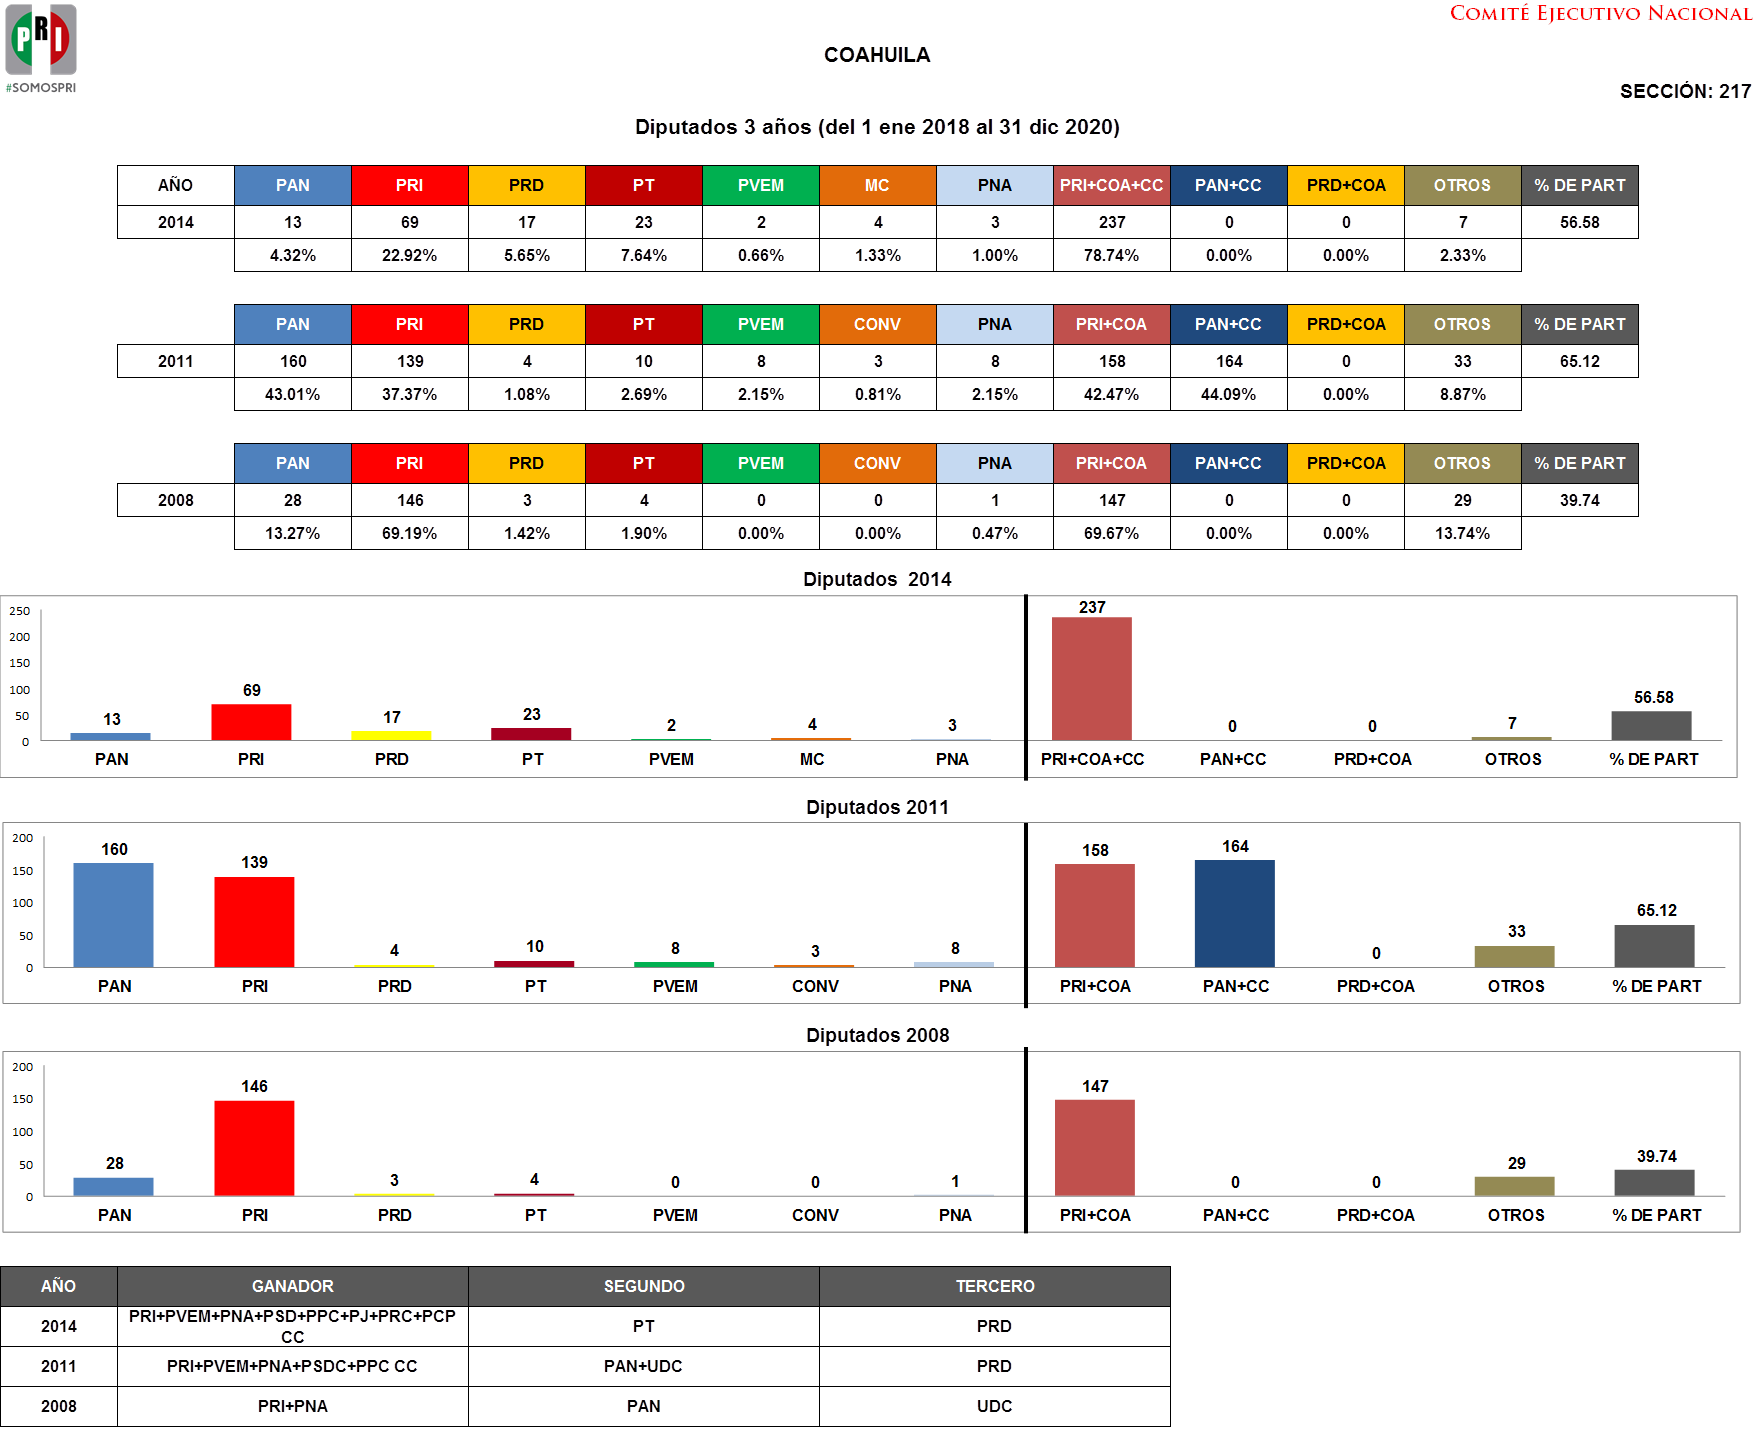 PRI
#SOMOSPRI
COMITÉ EJECUTIVO NACIONAL
COAHUILA
SECCIÓN: 217
Diputados 3 años (del 1 ene 2018 al 31 dic 2020)
AÑO PAN PRI PRD PT PVEM MC PNA PRI+COA+CC PAN+CC PRD+COA OTROS % DE PART
2014 13 69 17 23 2 4 3 237 0 0 7 56.58
4.32% 22.92% 5.65% 7.64% 0.66% 1.33% 1.00% 78.74% 0.00% 0.00% 2.33%
PAN PRI PRD PT PVEM CONV PNA PRI+COA PAN+CC PRD+COA OTROS % DE PART
2011 160 139 4 10 8 3 8 158 164 0 33 65.12
43.01% 37.37% 1.08% 2.69% 2.15% 0.81% 2.15% 42.47% 44.09% 0.00% 8.87%
PAN PRI PRD PT PVEM CONV PNA PRI+COA PAN+CC PRD+COA OTROS % DE PART
2008 28 146 3 4 0 0 1 147 0 0 29 39.74
13.27% 69.19% 1.42% 1.90% 0.00% 0.00% 0.47% 69.67% 0.00% 0.00% 13.74%
Diputados 2014
250
200
150
100
50
0
13 69 17 23 2 4 3 237 0 0 7 56.58
PAN PRI PRD PT PVEM MC PNA PRI+COA+CC PAN+CC PRD+COA OTROS % DE PART
Diputados 2011
200
150
100
50
0
160 139 4 10 8 3 8 158 164 0 33 65.12
PAN PRI PRD PT PVEM CONV PNA PRI+COA PAN+CC PRD+COA OTROS % DE PART
Diputados 2008
200
150
100
50
0
28 146 3 4 0 0 1 147 0 0 29 39.74
PAN PRI PRD PT PVEM CONV PNA PRI+COA PAN+CC PRD+COA OTROS % DE PART
AÑO GANADOR SEGUNDO TERCERO
2014 PRI+PVEM+PNA+PSD+PPC+PJ+PRC+PCP CC PT PRD
2011 PRI+PVEM+PNA+PSDC+PPC CC PAN+UDC PRD
2008 PRI+PNA PAN UDC